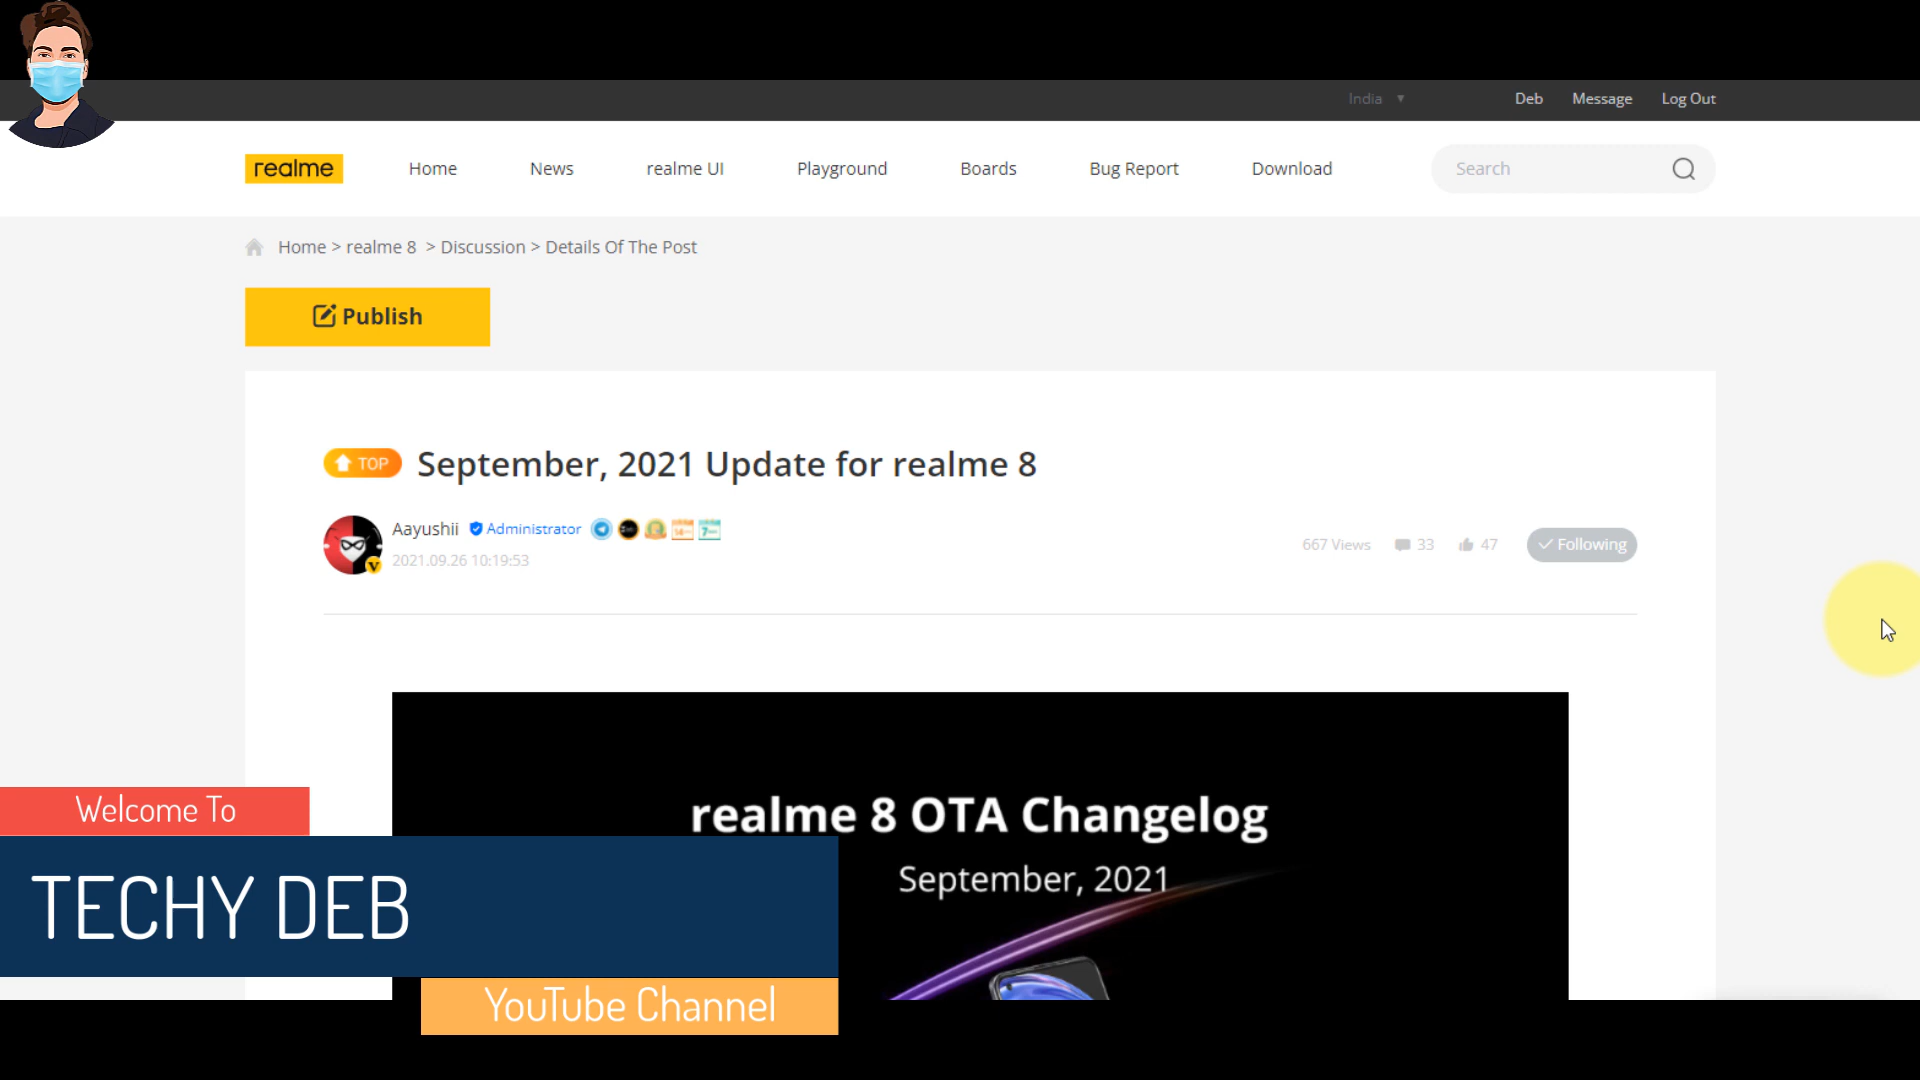 India ▼ Deb Message Log Out
realme Home News realme UI Playground Boards Bug Report Download Search
Home > realme 8 > Discussion > Details Of The Post
Publish
TOP September, 2021 Update for realme 8
Aayushii Administrator
2021.09.26 10:19:53
667 Views 33 47 Following
realme 8 OTA Changelog
September, 2021
Welcome To
TECHY DEB
YouTube Channel